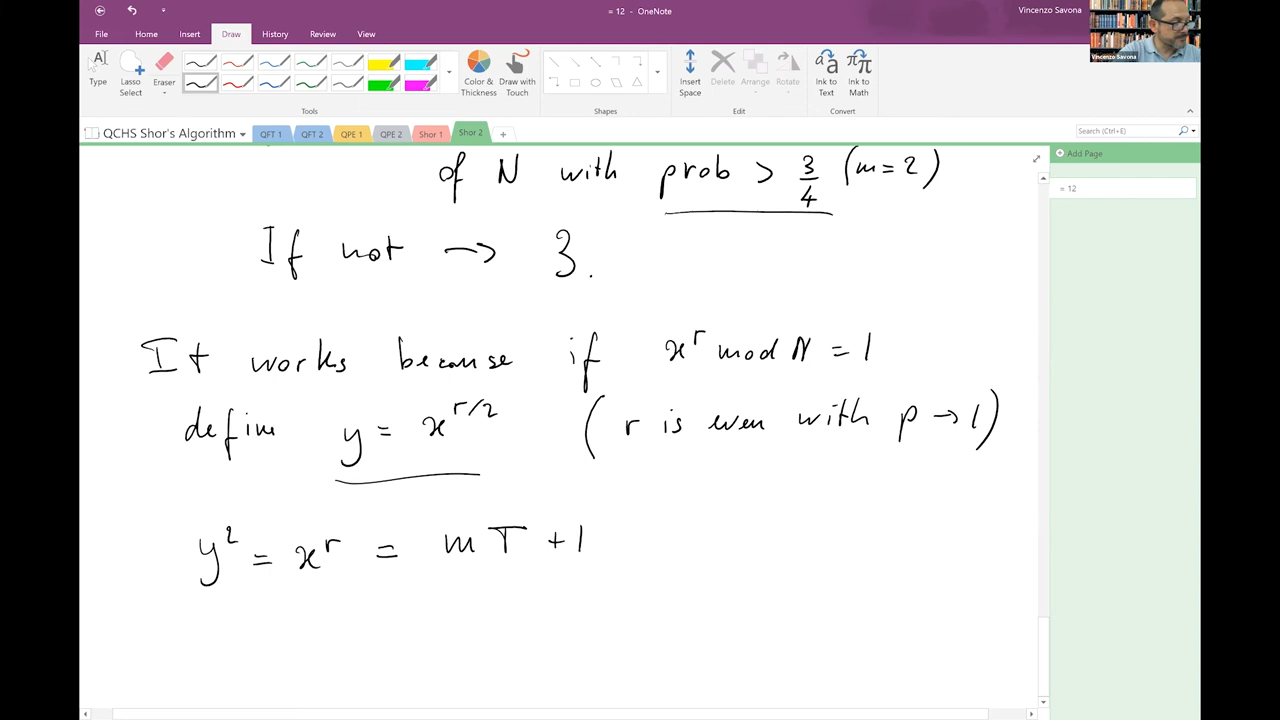 = 12 - OneNote
Vincenzo Savona
File Home Insert Draw History Review View
Type Lasso Select Eraser Color & Thickness Draw with Touch Insert Space Delete Arrange Rotate Ink to Text Ink to Math
Tools Shapes Edit Convert
QCHS Shor's Algorithm QFT 1 QFT 2 QPE 1 QPE 2 Shor 1 Shor 2 Search (Ctrl+E)
Add Page
= 12
Vincenzo Savona
of N with prob > 3/4 (m=2)
If not → 3.
It works because if x^r mod N = 1
define y = x^{r/2} (r is even with p → 1)
y^2 = x^r = m T + 1